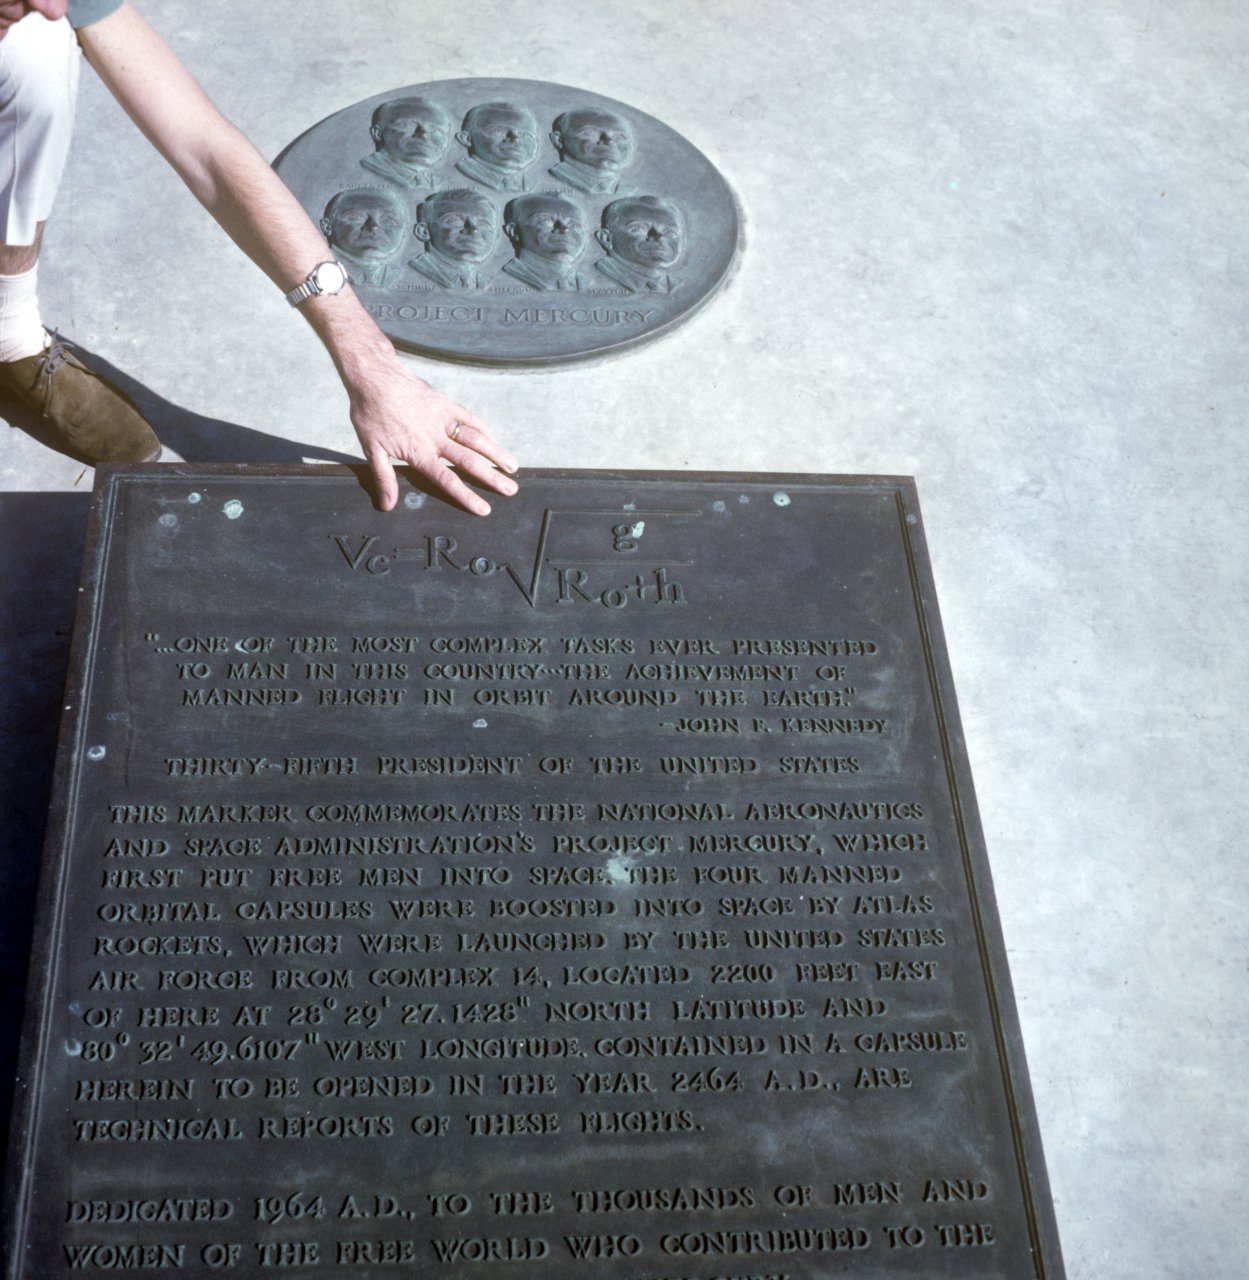 SCHIRRA SHEPARD SLAYTON
PROJECT MERCURY
Vc=Ro√g/Ro+h
"...ONE OF THE MOST COMPLEX TASKS EVER PRESENTED
TO MAN IN THIS COUNTRY...THE ACHIEVEMENT OF
MANNED FLIGHT IN ORBIT AROUND THE EARTH."
-JOHN F. KENNEDY
THIRTY-FIFTH PRESIDENT OF THE UNITED STATES
THIS MARKER COMMEMORATES THE NATIONAL AERONAUTICS
AND SPACE ADMINISTRATION'S PROJECT MERCURY, WHICH
FIRST PUT FREE MEN INTO SPACE. THE FOUR MANNED
ORBITAL CAPSULES WERE BOOSTED INTO SPACE BY ATLAS
ROCKETS, WHICH WERE LAUNCHED BY THE UNITED STATES
AIR FORCE FROM COMPLEX 14, LOCATED 2200 FEET EAST
OF HERE AT 28° 29' 27.1428" NORTH LATITUDE AND
80° 32' 49.6107" WEST LONGITUDE. CONTAINED IN A CAPSULE
HEREIN TO BE OPENED IN THE YEAR 2464 A.D., ARE
TECHNICAL REPORTS OF THESE FLIGHTS.
DEDICATED 1964 A.D., TO THE THOUSANDS OF MEN AND
WOMEN OF THE FREE WORLD WHO CONTRIBUTED TO THE